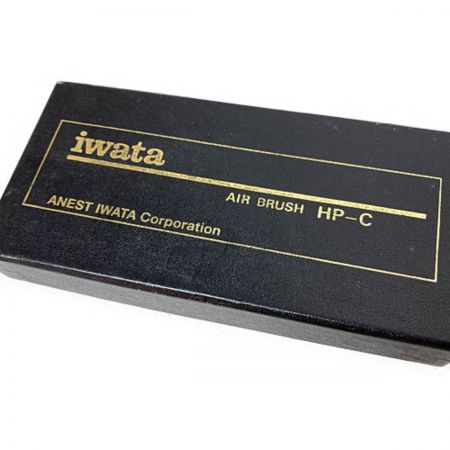 iwata
AIR BRUSH HP-C
ANEST IWATA Corporation